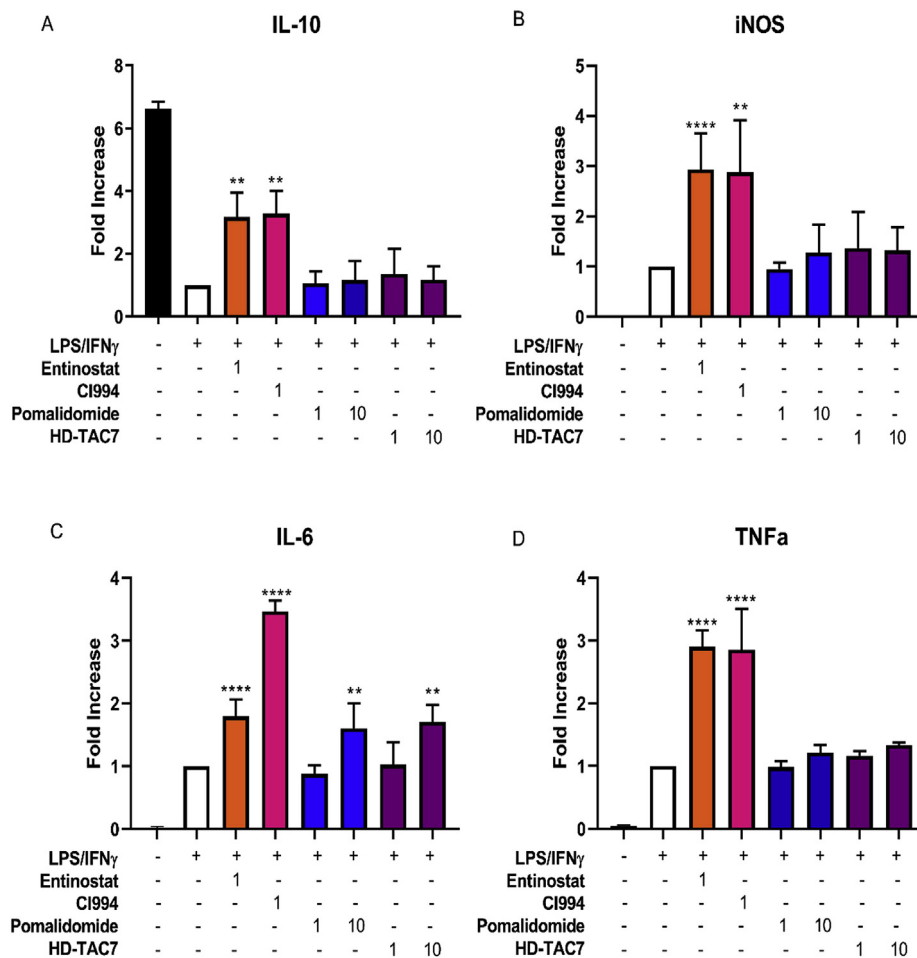 A IL-10
Fold Increase
8
6
4
2
0
** **
LPS/IFNγ - + + + + + + +
Entinostat - - 1 - - - - -
CI994 - - - 1 - - - -
Pomalidomide - - - - 1 10 - -
HD-TAC7 - - - - - - 1 10
B iNOS
Fold Increase
5
4
3
2
1
0
**** **
LPS/IFNγ - + + + + + + +
Entinostat - - 1 - - - - -
CI994 - - - 1 - - - -
Pomalidomide - - - - 1 10 - -
HD-TAC7 - - - - - - 1 10
C IL-6
Fold Increase
4
3
2
1
0
**** **** ** **
LPS/IFNγ - + + + + + + +
Entinostat - - 1 - - - - -
CI994 - - - 1 - - - -
Pomalidomide - - - - 1 10 - -
HD-TAC7 - - - - - - 1 10
D TNFa
Fold Increase
4
3
2
1
0
**** ****
LPS/IFNγ - + + + + + + +
Entinostat - - 1 - - - - -
CI994 - - - 1 - - - -
Pomalidomide - - - - 1 10 - -
HD-TAC7 - - - - - - 1 10